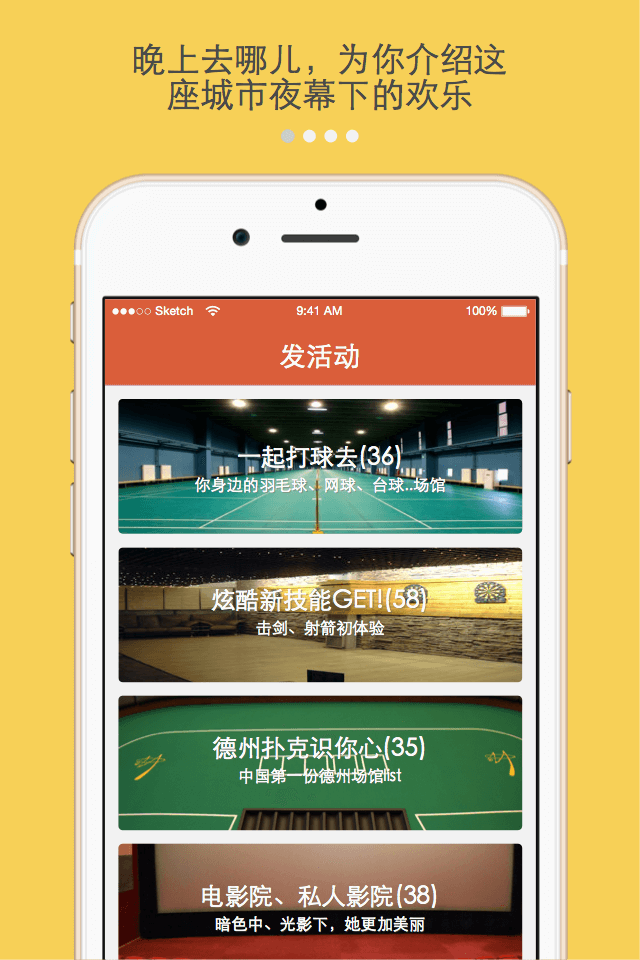 晚上去哪儿，为你介绍这
座城市夜幕下的欢乐
Sketch 9:41 AM 100%
发活动
一起打球去(36)
你身边的羽毛球、网球、台球..场馆
炫酷新技能GET!(58)
击剑、射箭初体验
德州扑克识你心(35)
中国第一份德州场馆list
电影院、私人影院(38)
暗色中、光影下，她更加美丽